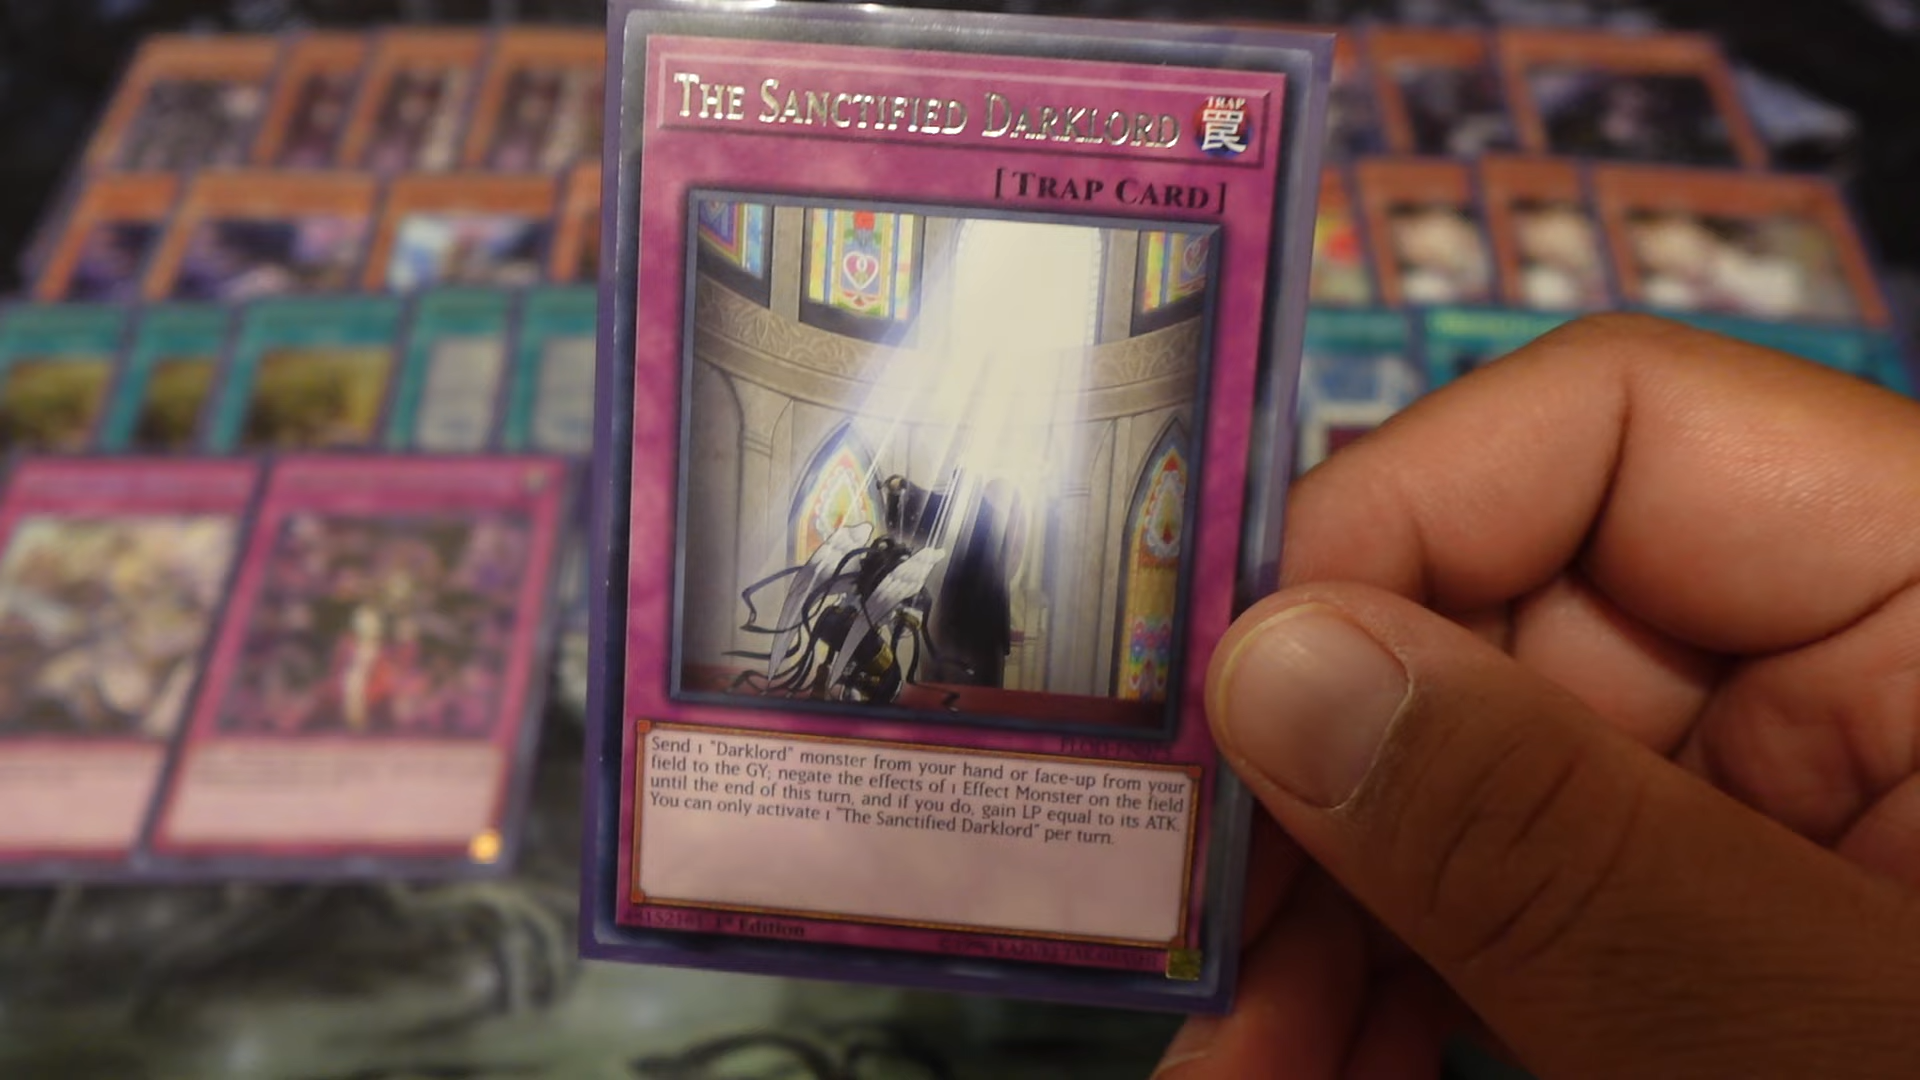 THE SANCTIFIED DARKLORD
TRAP
罠
[TRAP CARD]
Send 1 "Darklord" monster from your hand or face-up from your
field to the GY; negate the effects of 1 Effect Monster on the field
until the end of this turn, and if you do, gain LP equal to its ATK.
You can only activate 1 "The Sanctified Darklord" per turn.
1st Edition
©1996 KAZUKI TAKAHASHI